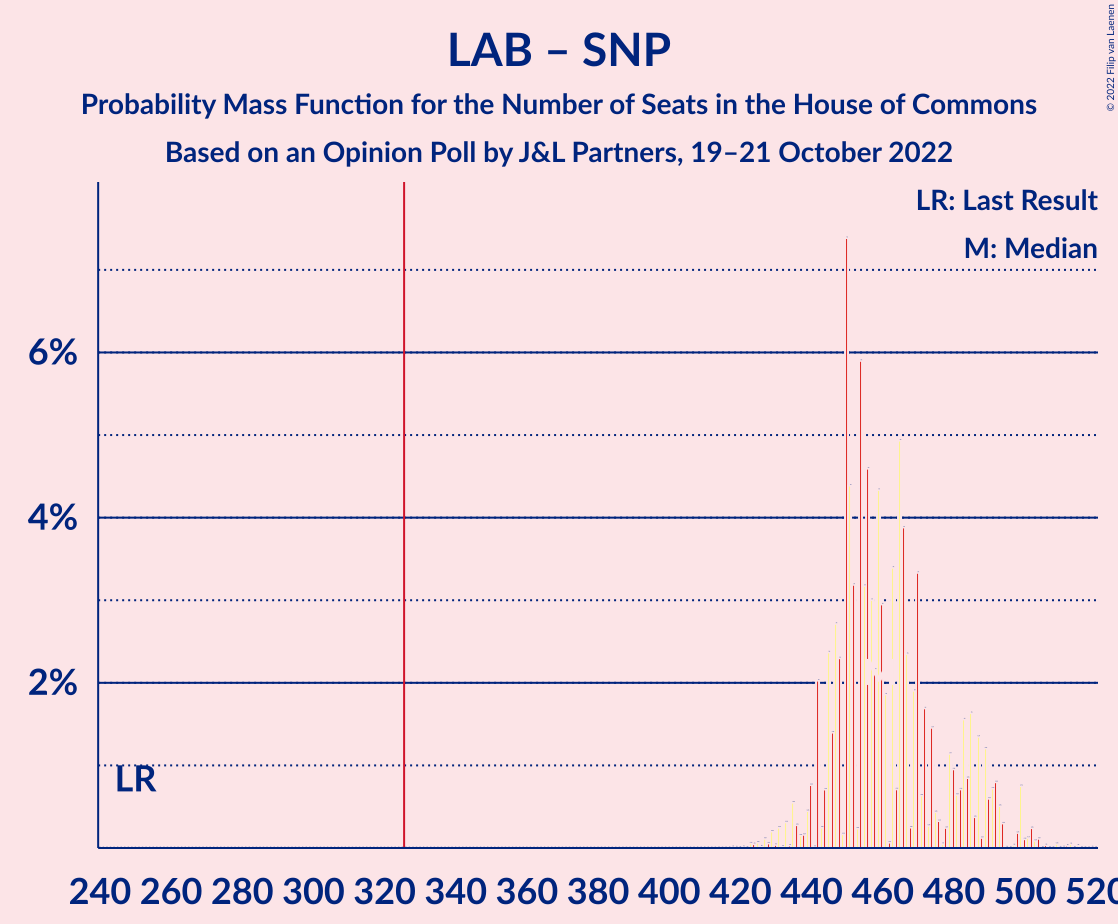 LAB – SNP
Probability Mass Function for the Number of Seats in the House of Commons
Based on an Opinion Poll by J&L Partners, 19–21 October 2022
© 2022 Filip van Laenen
LR: Last Result
M: Median
6%
4%
2%
LR
240 260 280 300 320 340 360 380 400 420 440 460 480 500 520